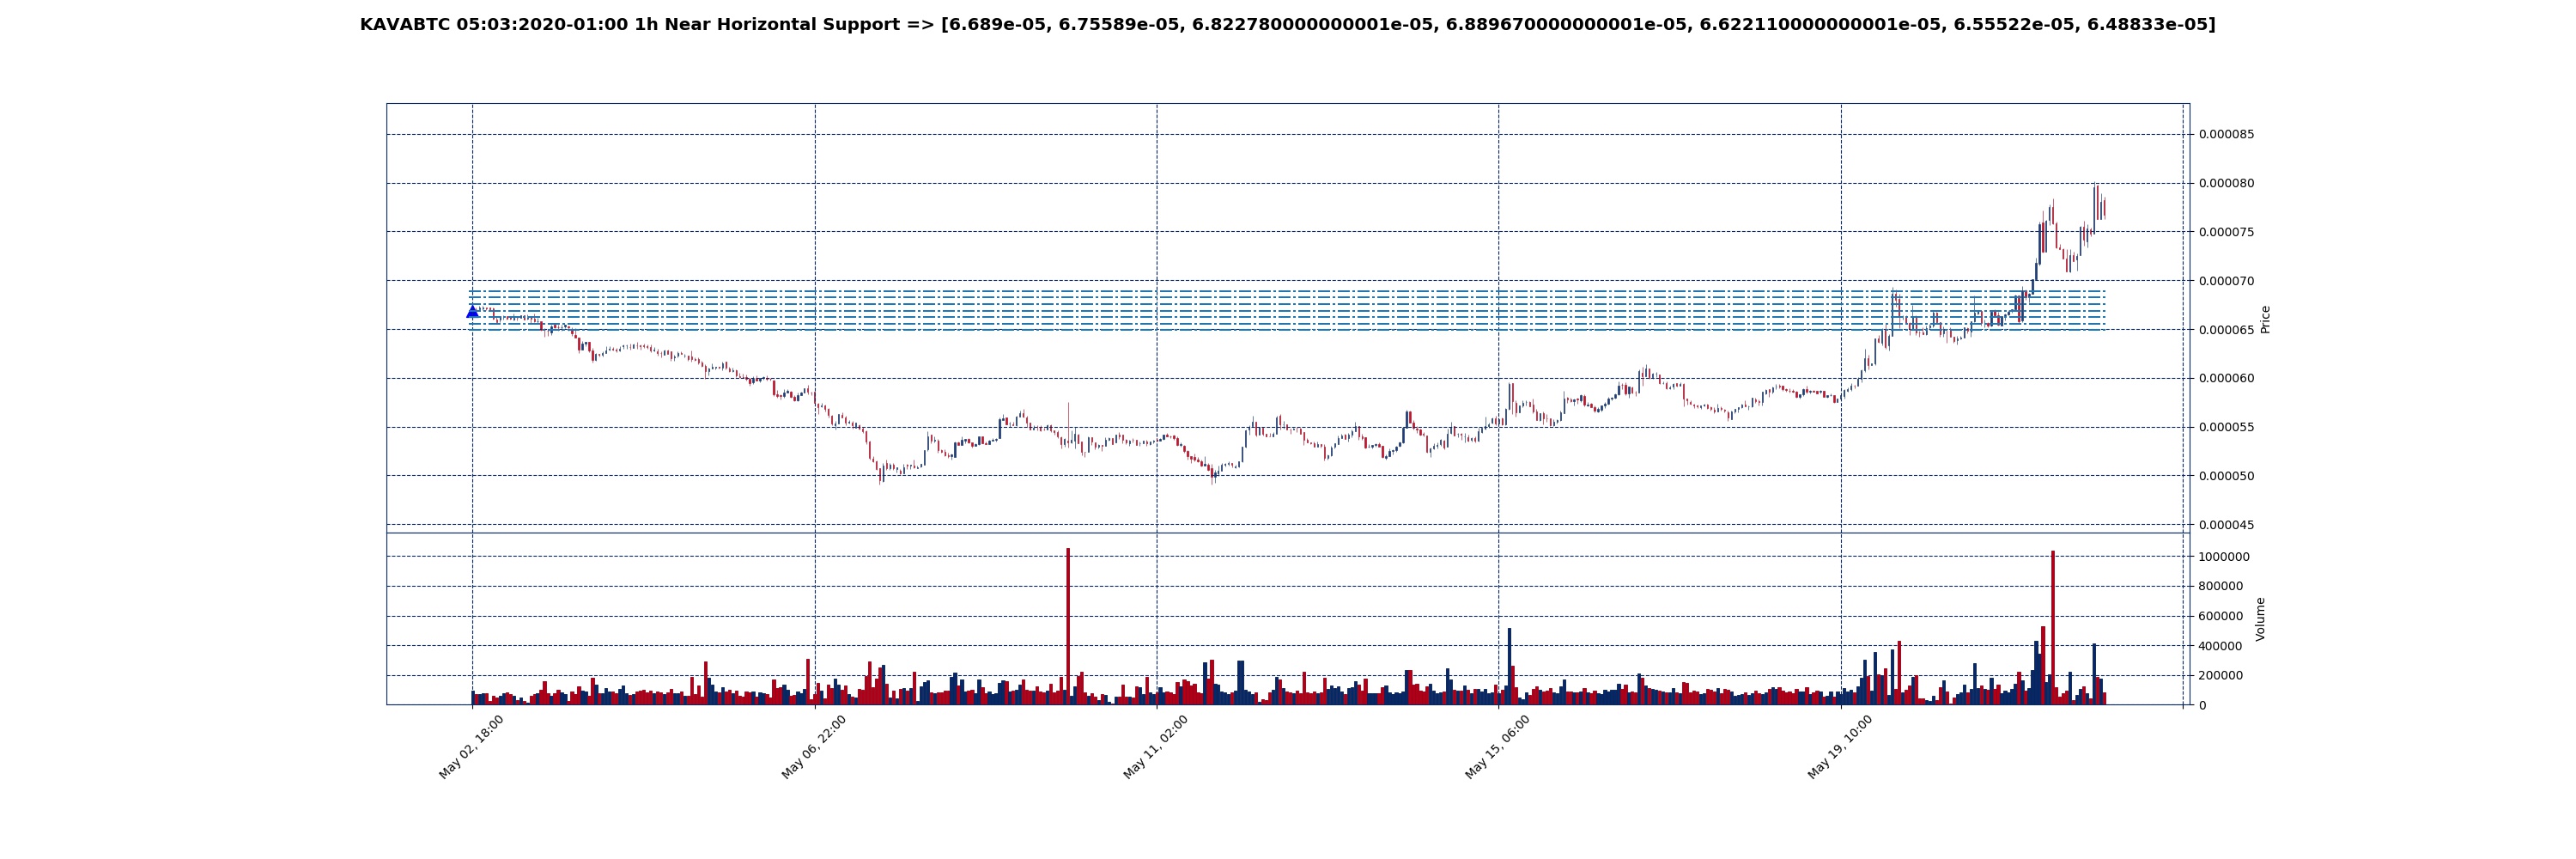 KAVABTC 05:03:2020-01:00 1h Near Horizontal Support => [6.689e-05, 6.75589e-05, 6.822780000000001e-05, 6.889670000000001e-05, 6.622110000000001e-05, 6.55522e-05, 6.48833e-05]
0.000085
0.000080
0.000075
0.000070
0.000065
0.000060
0.000055
0.000050
0.000045
Price
1000000
800000
600000
400000
200000
0
Volume
May 02, 18:00
May 06, 22:00
May 11, 02:00
May 15, 06:00
May 19, 10:00